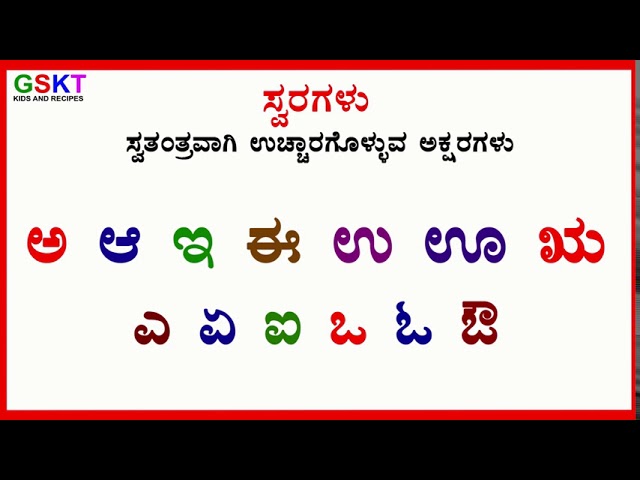 GSKT
KIDS AND RECIPES
ಸ್ವರಗಳು
ಸ್ವತಂತ್ರವಾಗಿ ಉಚ್ಚಾರಗೊಳ್ಳುವ ಅಕ್ಷರಗಳು
ಅ ಆ ಇ ಈ ಉ ಊ ಋ
ಎ ಏ ಐ ಒ ಓ ಔ